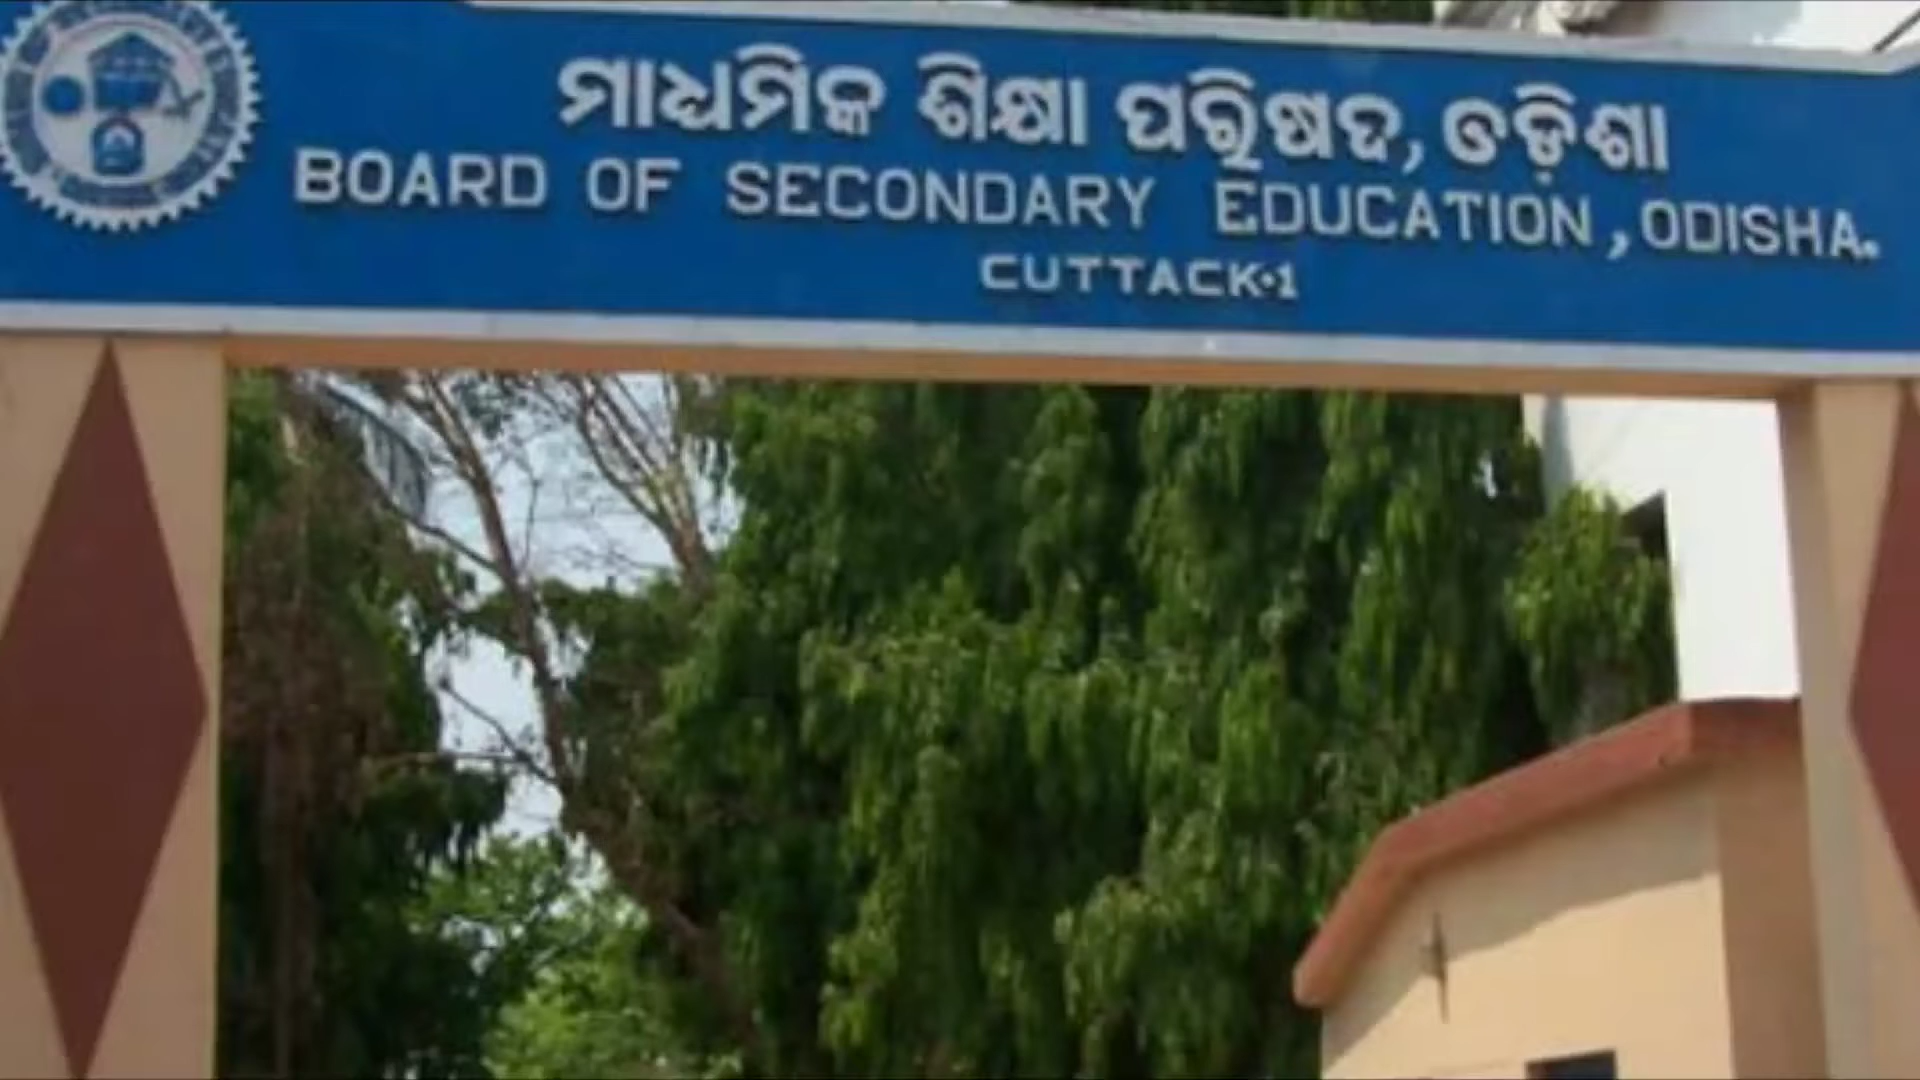 ମାଧ୍ୟମିକ ଶିକ୍ଷା ପରିଷଦ, ଓଡ଼ିଶା
BOARD OF SECONDARY EDUCATION, ODISHA.
CUTTACK·1